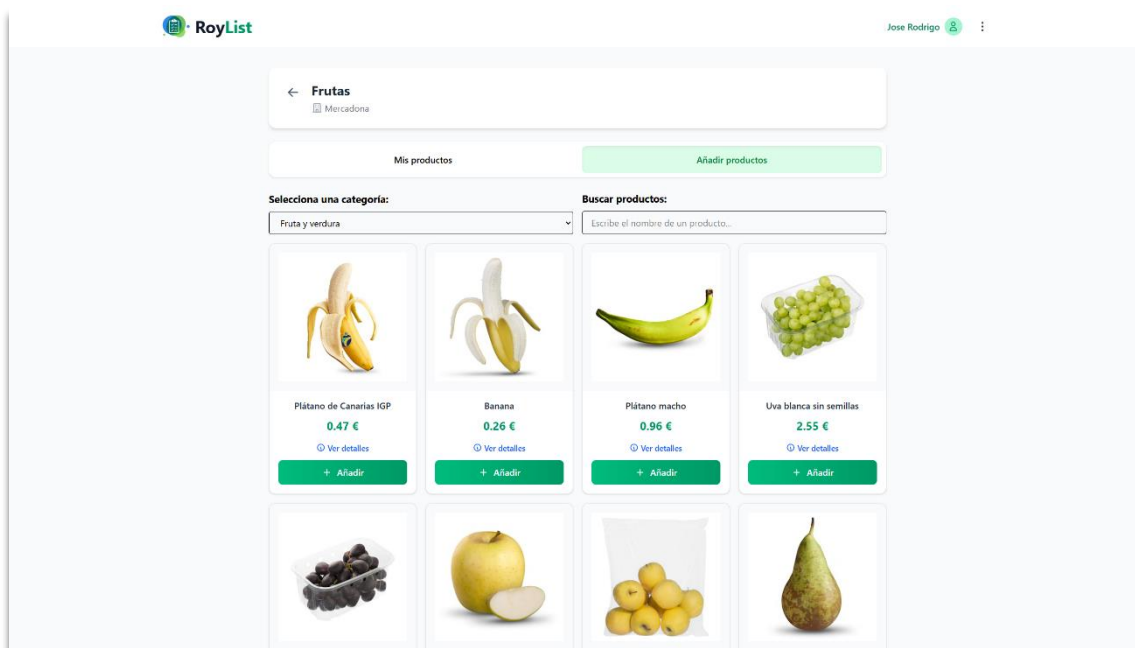 RoyList
Jose Rodrigo
Frutas
Mercadona
Mis productos
Añadir productos
Selecciona una categoría:
Buscar productos:
Fruta y verdura
Escribe el nombre de un producto...
Plátano de Canarias IGP
0.47 €
Ver detalles
+ Añadir
Banana
0.26 €
Ver detalles
+ Añadir
Plátano macho
0.96 €
Ver detalles
+ Añadir
Uva blanca sin semillas
2.55 €
Ver detalles
+ Añadir